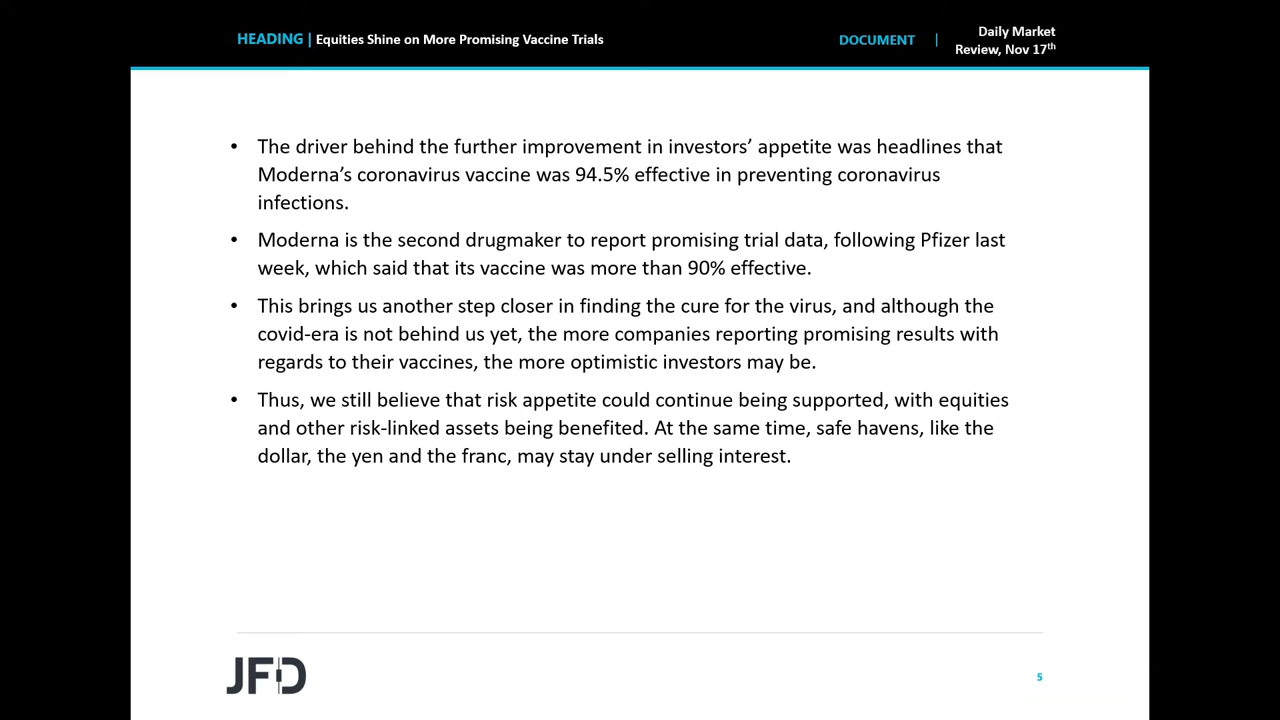 HEADING | Equities Shine on More Promising Vaccine Trials
DOCUMENT | Daily Market
Review, Nov 17th
• The driver behind the further improvement in investors’ appetite was headlines that
Moderna’s coronavirus vaccine was 94.5% effective in preventing coronavirus
infections.
• Moderna is the second drugmaker to report promising trial data, following Pfizer last
week, which said that its vaccine was more than 90% effective.
• This brings us another step closer in finding the cure for the virus, and although the
covid-era is not behind us yet, the more companies reporting promising results with
regards to their vaccines, the more optimistic investors may be.
• Thus, we still believe that risk appetite could continue being supported, with equities
and other risk-linked assets being benefited. At the same time, safe havens, like the
dollar, the yen and the franc, may stay under selling interest.
JFD
5